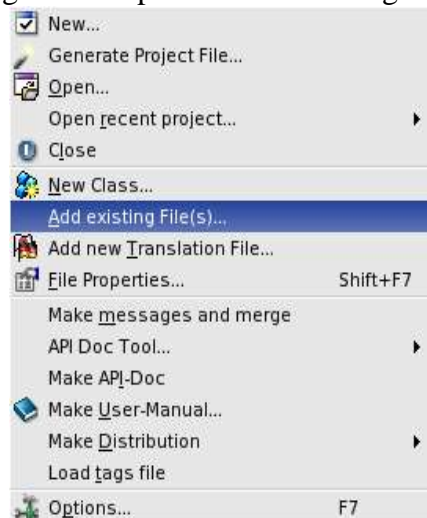 New...
Generate Project File...
Open...
Open recent project...
Close
New Class...
Add existing File(s)...
Add new Translation File...
File Properties... Shift+F7
Make messages and merge
API Doc Tool...
Make API-Doc
Make User-Manual...
Make Distribution
Load tags file
Options... F7